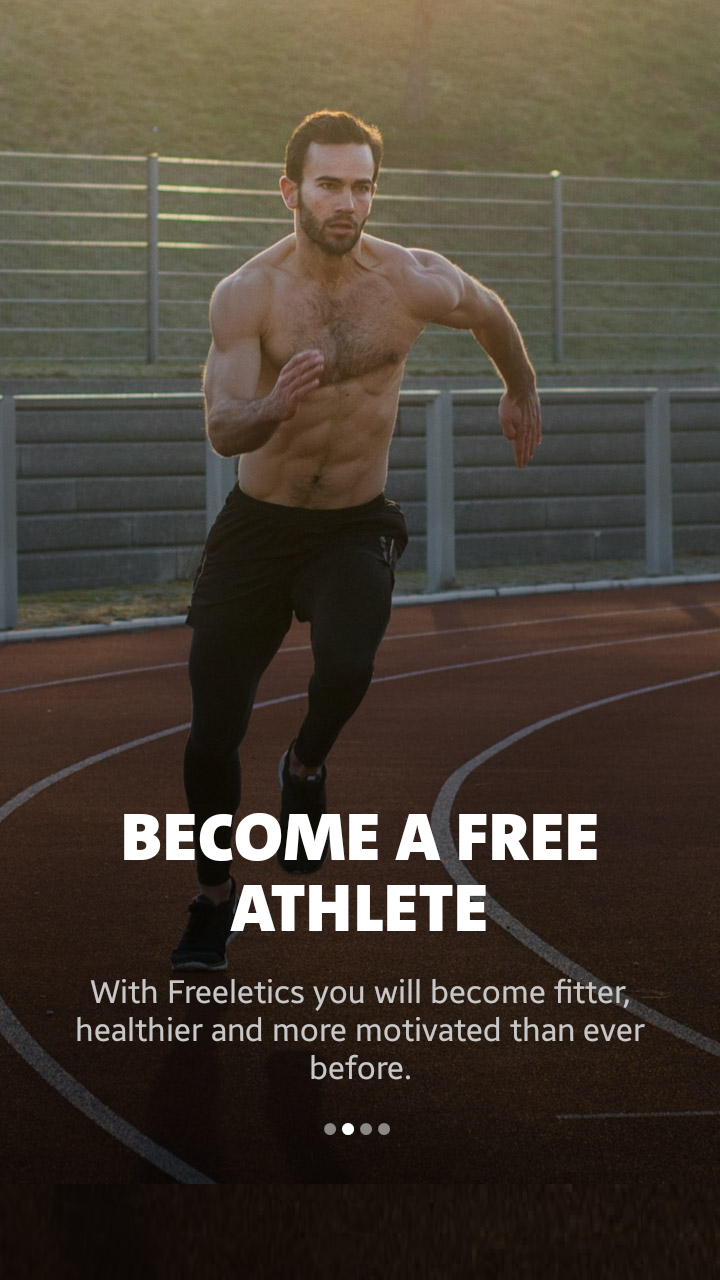 BECOME A FREE
ATHLETE
With Freeletics you will become fitter,
healthier and more motivated than ever
before.